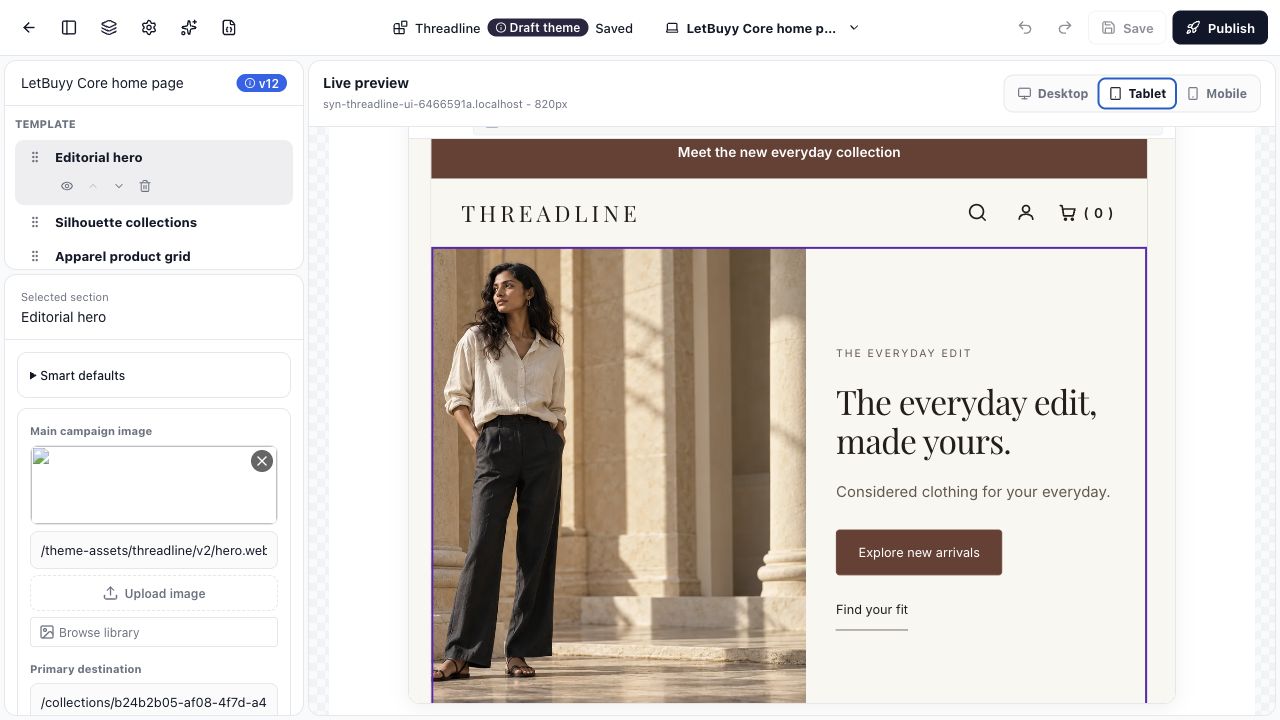 Threadline
Draft theme
Saved
LetBuyy Core home p...
Save
Publish
LetBuyy Core home page
v12
TEMPLATE
Editorial hero
Silhouette collections
Apparel product grid
Selected section
Editorial hero
Smart defaults
Main campaign image
/theme-assets/threadline/v2/hero.web
Upload image
Browse library
Primary destination
/collections/b24b2b05-af08-4f7d-a4
Live preview
syn-threadline-ui-6466591a.localhost - 820px
Desktop
Tablet
Mobile
Meet the new everyday collection
THREADLINE
( 0 )
THE EVERYDAY EDIT
The everyday edit,
made yours.
Considered clothing for your everyday.
Explore new arrivals
Find your fit